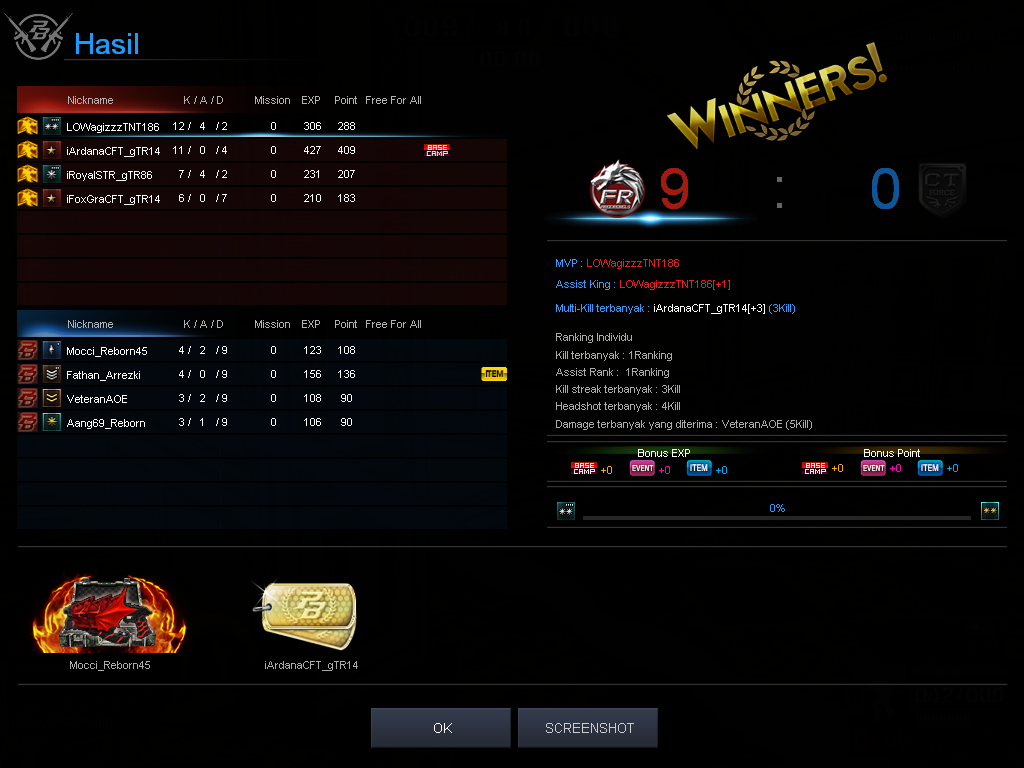 Hasil
WINNERS!
Nickname K / A / D Mission EXP Point Free For All
LOWagizzzTNT186 12 / 4 / 2 0 306 288
iArdanaCFT_gTR14 11 / 0 / 4 0 427 409 BASE CAMP
iRoyalSTR_gTR86 7 / 4 / 2 0 231 207
iFoxGraCFT_gTR14 6 / 0 / 7 0 210 183
FR 9 : 0 CT FORCE
Nickname K / A / D Mission EXP Point Free For All
Mocci_Reborn45 4 / 2 / 9 0 123 108
Fathan_Arrezki 4 / 0 / 9 0 156 136 ITEM
VeteranAOE 3 / 2 / 9 0 108 90
Aang69_Reborn 3 / 1 / 9 0 106 90
MVP : LOWagizzzTNT186
Assist King : LOWagizzzTNT186[+1]
Multi-Kill terbanyak : iArdanaCFT_gTR14[+3] (3Kill)
Ranking Individu
Kill terbanyak : 1Ranking
Assist Rank : 1Ranking
Kill streak terbanyak : 3Kill
Headshot terbanyak : 4Kill
Damage terbanyak yang diterima : VeteranAOE (5Kill)
Bonus EXP Bonus Point
BASE CAMP +0 EVENT +0 ITEM +0 BASE CAMP +0 EVENT +0 ITEM +0
0%
Mocci_Reborn45 iArdanaCFT_gTR14
OK SCREENSHOT